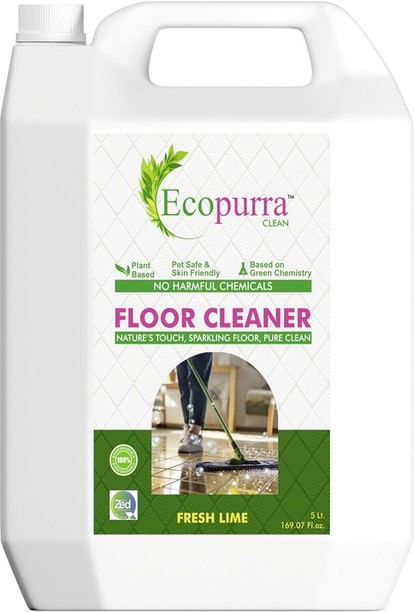 Ecopurra™
CLEAN
Plant Based
Pet Safe & Skin Friendly
Based on Green Chemistry
NO HARMFUL CHEMICALS
FLOOR CLEANER
NATURE'S TOUCH, SPARKLING FLOOR, PURE CLEAN
100%
Zed
FRESH LIME
5 Lt.
169.07 Fl.oz.